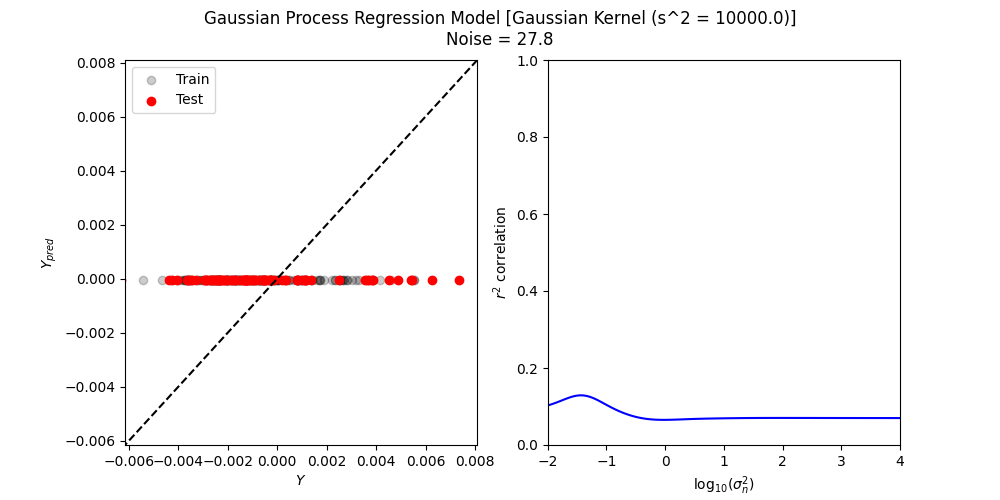 Gaussian Process Regression Model [Gaussian Kernel (s^2 = 10000.0)]
Noise = 27.8
Train
Test
0.008
0.006
0.004
0.002
0.000
−0.002
−0.004
−0.006
Y_pred
−0.006 −0.004 −0.002 0.000 0.002 0.004 0.006 0.008
Y
1.0
0.8
0.6
0.4
0.2
0.0
r² correlation
−2 −1 0 1 2 3 4
log₁₀(σₙ²)